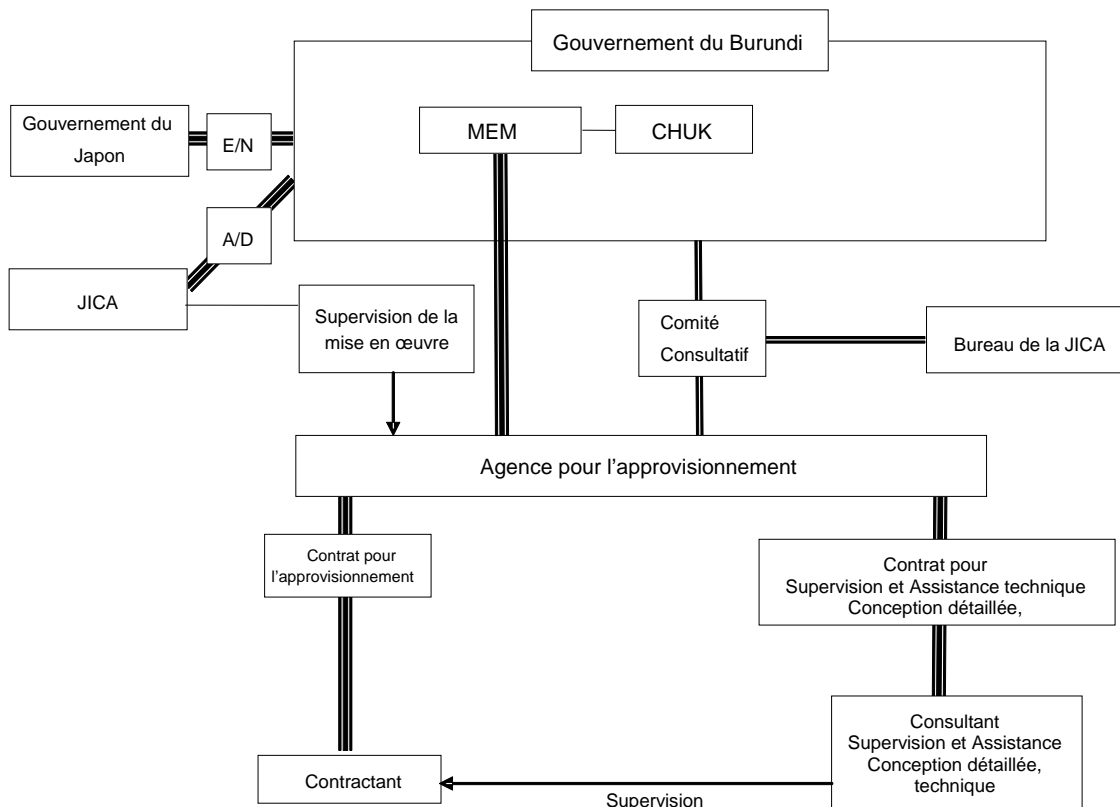 Gouvernement du Burundi
Gouvernement du
Japon
E/N
MEM
CHUK
A/D
JICA
Supervision de la
mise en œuvre
Comité
Consultatif
Bureau de la JICA
Agence pour l’approvisionnement
Contrat pour
l’approvisionnement
Contrat pour
Supervision et Assistance technique
Conception détaillée,
Consultant
Supervision et Assistance
Conception détaillée,
technique
Contractant
Supervision